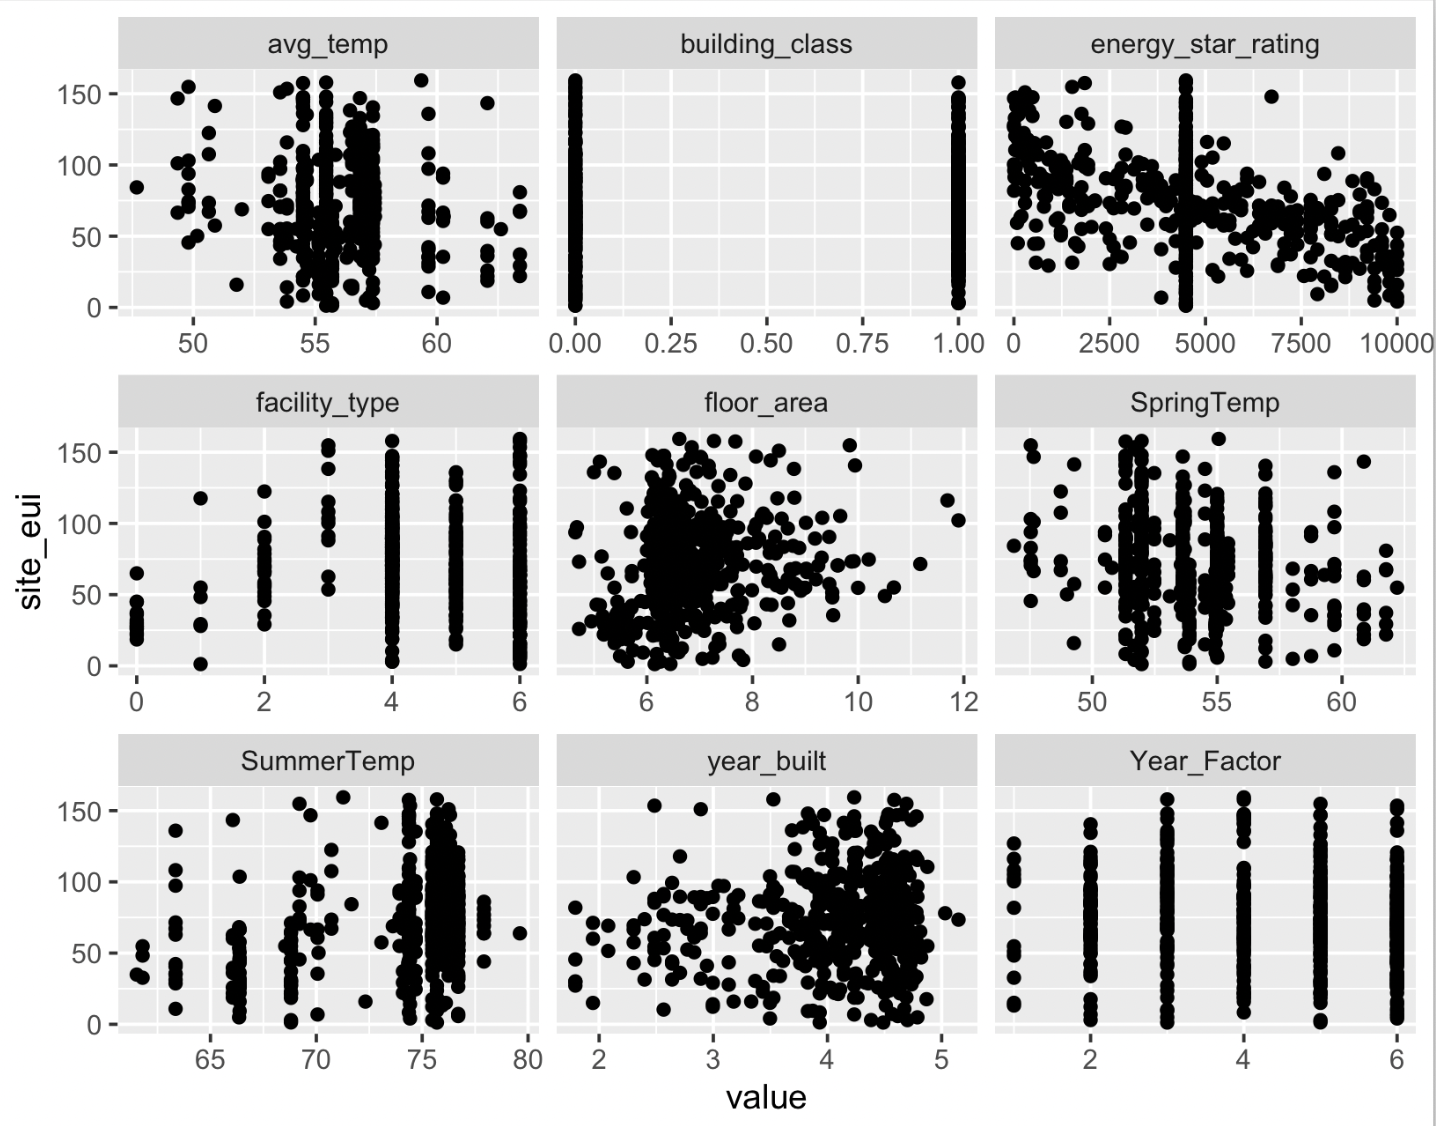 avg_temp building_class energy_star_rating
150
100
50
0
50 55 60 0.00 0.25 0.50 0.75 1.00 0 2500 5000 7500 10000
facility_type floor_area SpringTemp
150
100
50
0
0 2 4 6 6 8 10 12 50 55 60
SummerTemp year_built Year_Factor
150
100
50
0
65 70 75 80 2 3 4 5 2 4 6
site_eui
value